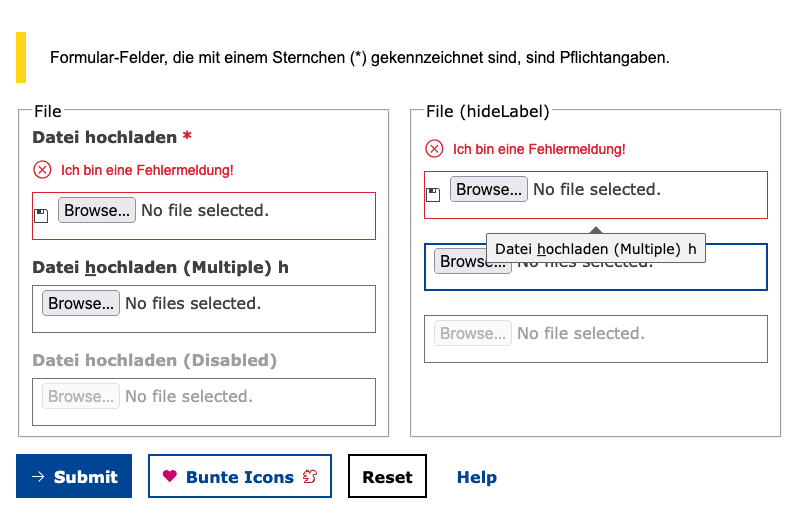 Formular-Felder, die mit einem Sternchen (*) gekennzeichnet sind, sind Pflichtangaben.
File
Datei hochladen *
Ich bin eine Fehlermeldung!
Browse... No file selected.
Datei hochladen (Multiple) h
Browse... No files selected.
Datei hochladen (Disabled)
Browse... No file selected.
File (hideLabel)
Ich bin eine Fehlermeldung!
Browse... No file selected.
Datei hochladen (Multiple) h
Browse... No files selected.
Browse... No file selected.
Submit
Bunte Icons
Reset
Help